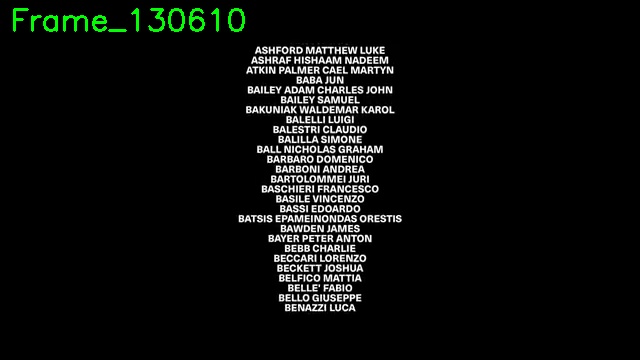 Frame_130610
ASHFORD MATTHEW LUKE
ASHRAF HISHAAM NADEEM
ATKIN PALMER CAEL MARTYN
BABA JUN
BAILEY ADAM CHARLES JOHN
BAILEY SAMUEL
BAKUNIAK WALDEMAR KAROL
BALELLI LUIGI
BALESTRI CLAUDIO
BALILLA SIMONE
BALL NICHOLAS GRAHAM
BARBARO DOMENICO
BARBONI ANDREA
BARTOLOMMEI JURI
BASCHIERI FRANCESCO
BASILE VINCENZO
BASSI EDOARDO
BATSIS EPAMEINONDAS ORESTIS
BAWDEN JAMES
BAYER PETER ANTON
BEBB CHARLIE
BECCARI LORENZO
BECKETT JOSHUA
BELFICO MATTIA
BELLE' FABIO
BELLO GIUSEPPE
BENAZZI LUCA